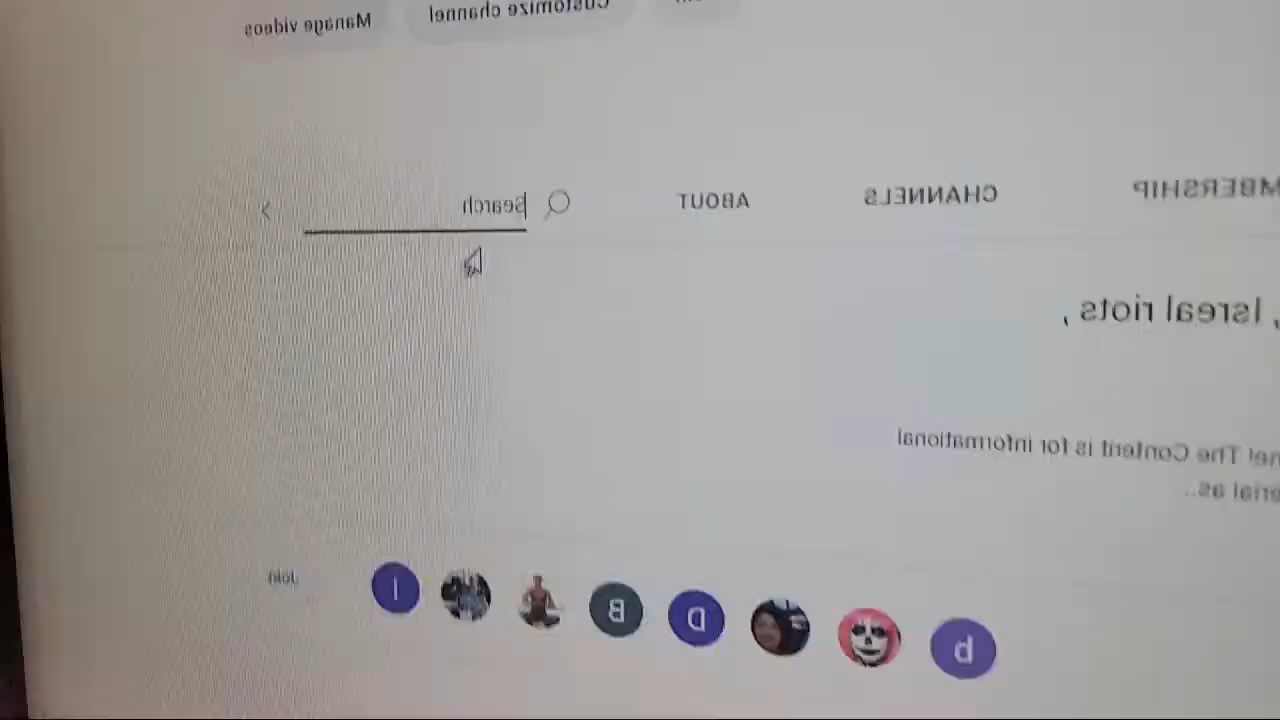 Customize channel
Manage videos
MBERSHIP
CHANNELS
ABOUT
Search
, Isreal riots ,
nel The Content is for informational
erial as..
Join
d
D
B
I